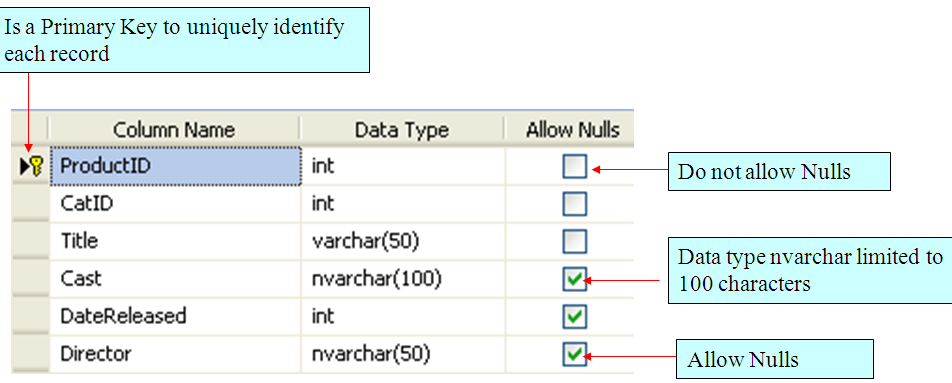 Is a Primary Key to uniquely identify
each record
Column Name Data Type Allow Nulls
ProductID int
Do not allow Nulls
CatID int
Title varchar(50)
Data type nvarchar limited to
100 characters
Cast nvarchar(100)
DateReleased int
Director nvarchar(50)
Allow Nulls